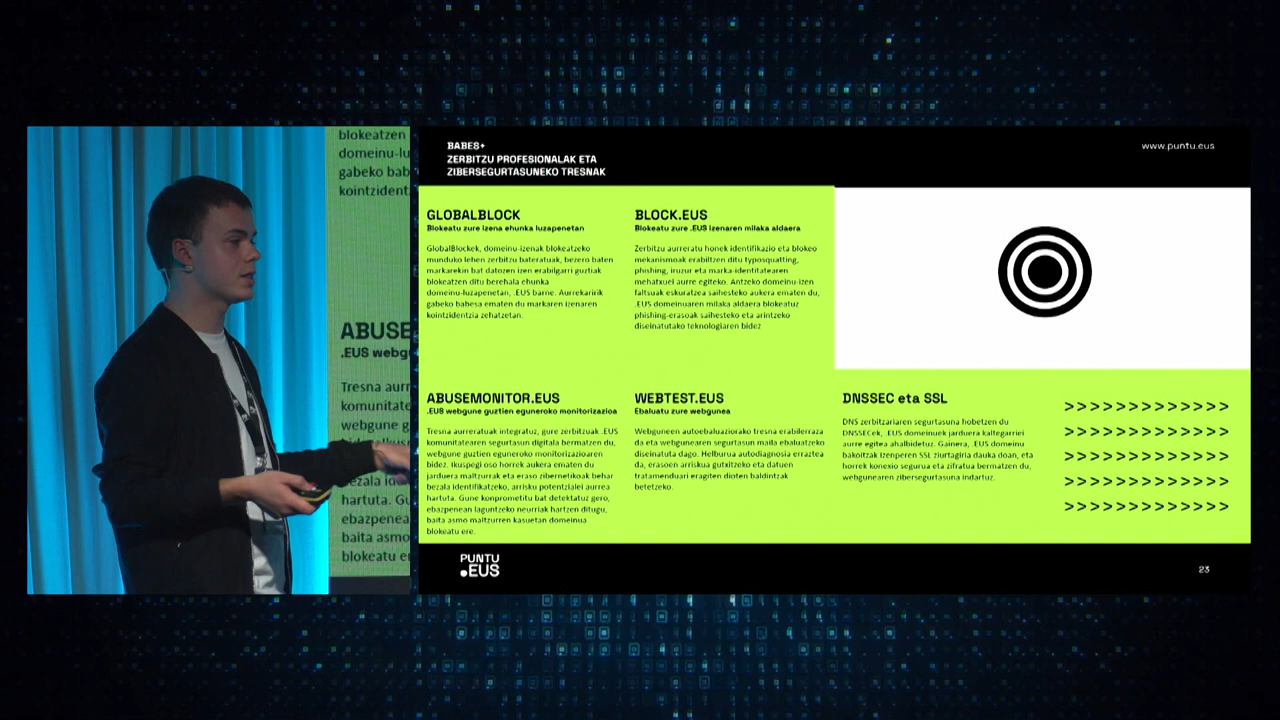 blokeatzen
domeinu-lu
gabeko bab
kointzident
ABUSE
.EUS webgu
Tresna aurr
komunitate
webgune g
bezala ide
hartuta. Gu
ebazpenea
baita asmo
blokeatu er
BABES+
ZERBITZU PROFESIONALAK ETA
ZIBERSEGURTASUNEKO TRESNAK
www.puntu.eus
GLOBALBLOCK
Blokeatu zure izena ehunka luzapenetan
GlobalBlockek, domeinu-izenak blokeatzeko
munduko lehen zerbitzu bateratuak, bezero baten
markarekin bat datozen izen erabilgarri guztiak
blokeatzen ditu berehala ehunka
domeinu-luzapenetan, .EUS barne. Aurrekaririk
gabeko babesa ematen du markaren izenaren
kointzidentzia zehatzetan.
BLOCK.EUS
Blokeatu zure .EUS izenaren milaka aldaera
Zerbitzu aurreratu honek identifikazio eta blokeo
mekanismoak erabiltzen ditu typosquatting,
phishing, iruzur eta marka-identitatearen
mehatxuei aurre egiteko. Antzeko domeinu-izen
faltsuak eskuratzea saihesteko aukera ematen du,
.EUS domeinuaren milaka aldaera blokeatuz
phishing-erasoak saihesteko eta arintzeko
diseinatutako teknologiaren bidez
ABUSEMONITOR.EUS
.EUS webgune guztien eguneroko monitorizazioa
Tresna aurreratuak integratuz, gure zerbitzuak .EUS
komunitatearen segurtasun digitala bermatzen du,
webgune guztien eguneroko monitorizazioaren
bidez. Ikuspegi oso horrek aukera ematen du
jarduera maltzurrak eta eraso zibernetikoak behar
bezala identifikatzeko, arrisku potentzialei aurrea
hartuta. Gune konprometitu bat detektatuz gero,
ebazpenean laguntzeko neurriak hartzen ditugu,
baita asmo maltzurren kasuetan domeinua
blokeatu ere.
WEBTEST.EUS
Ebaluatu zure webgunea
Webguneen autoebaluaziorako tresna erabilerraza
da eta webgunearen segurtasun maila ebaluatzeko
diseinatuta dago. Helburua autodiagnosia erraztea
da, erasoen arriskua gutxitzeko eta datuen
tratamenduari eragiten dioten baldintzak
betetzeko.
DNSSEC eta SSL
DNS zerbitzariaren segurtasuna hobetzen du
DNSSECek, .EUS domeinuek jarduera kaltegarriei
aurre egitea ahalbidetuz. Gainera, .EUS domeinu
bakoitzak Izenperen SSL ziurtagiria dauka doan, eta
horrek konexio segurua eta zifratua bermatzen du,
webgunearen zibersegurtasuna indartuz.
>>>>>>>>>>>>>
>>>>>>>>>>>>>
>>>>>>>>>>>>>
>>>>>>>>>>>>>
>>>>>>>>>>>>>
PUNTU
.EUS
23